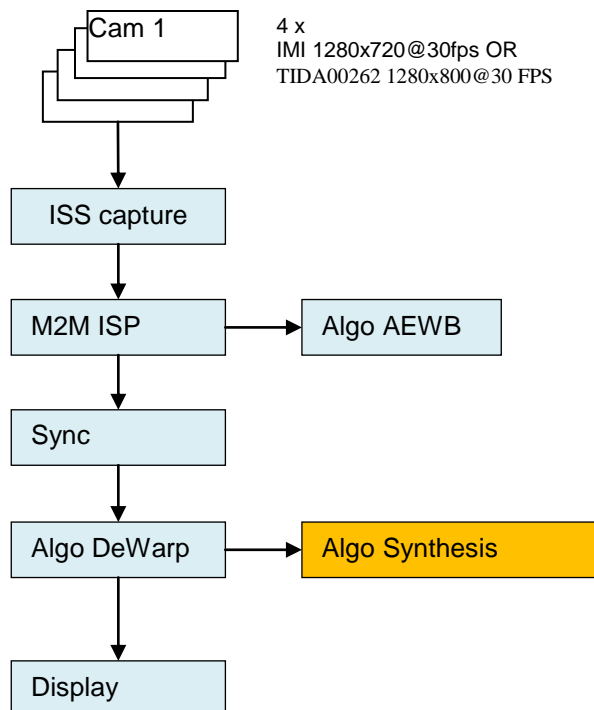 Cam 1
4 x
IMI 1280x720@30fps OR
TIDA00262 1280x800@30 FPS
ISS capture
M2M ISP
Algo AEWB
Sync
Algo DeWarp
Algo Synthesis
Display